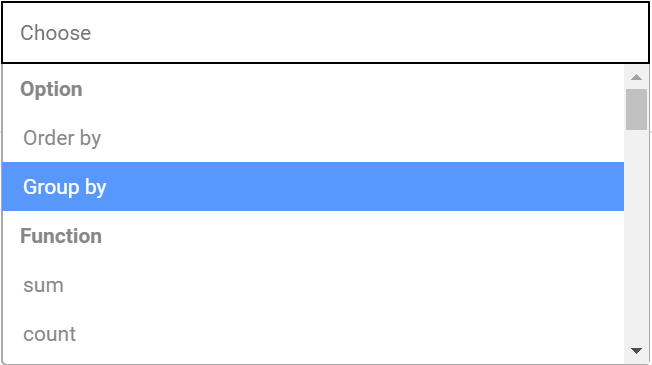 Choose
Option
Order by
Group by
Function
sum
count